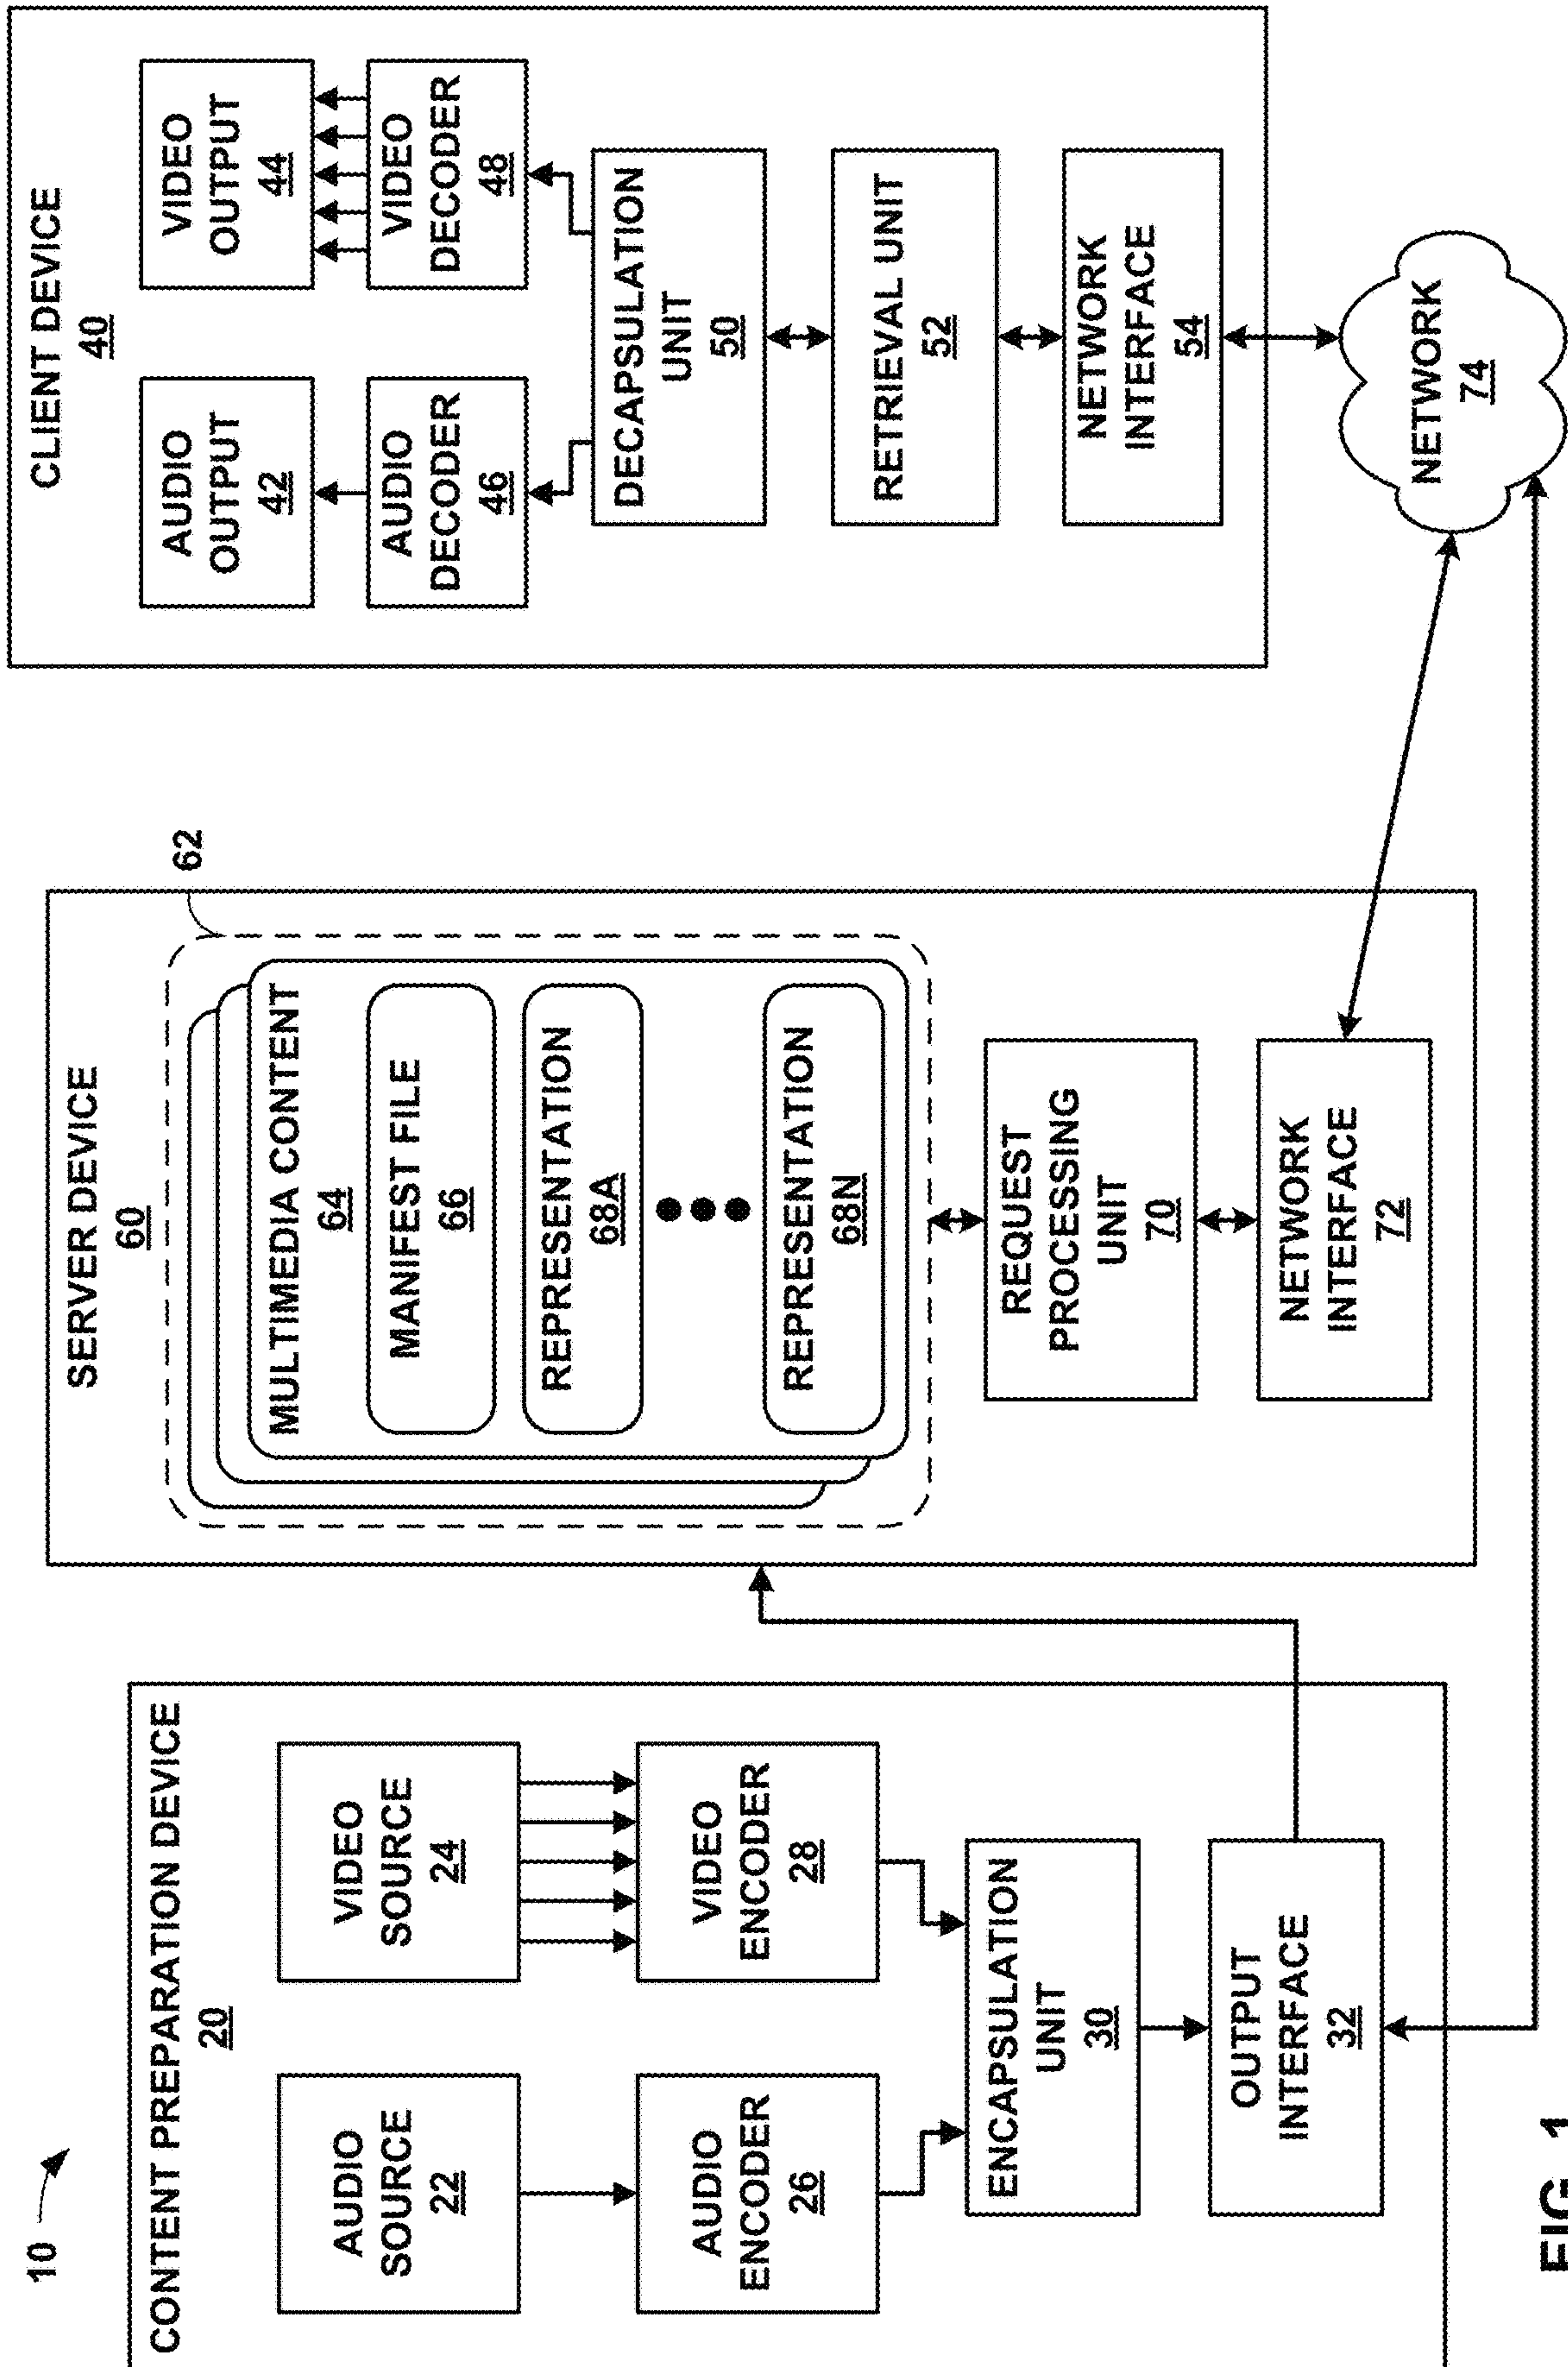 10
CONTENT PREPARATION DEVICE
20
AUDIO
SOURCE
22
VIDEO
SOURCE
24
AUDIO
ENCODER
26
VIDEO
ENCODER
28
ENCAPSULATION
UNIT
30
OUTPUT
INTERFACE
32
SERVER DEVICE
60
62
MULTIMEDIA CONTENT
64
MANIFEST FILE
66
REPRESENTATION
68A
REPRESENTATION
68N
REQUEST
PROCESSING
UNIT
70
NETWORK
INTERFACE
72
CLIENT DEVICE
40
AUDIO
OUTPUT
42
VIDEO
OUTPUT
44
AUDIO
DECODER
46
VIDEO
DECODER
48
DECAPSULATION
UNIT
50
RETRIEVAL UNIT
52
NETWORK
INTERFACE
54
NETWORK
74
FIG. 1